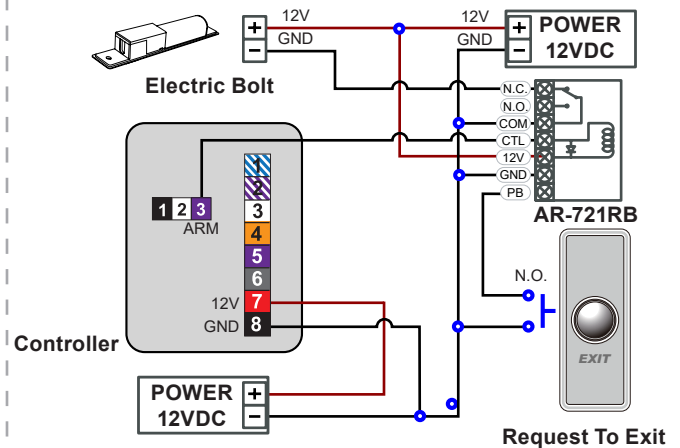 + 12V 12V + POWER
- GND GND - 12VDC
Electric Bolt
N.C.
N.O.
COM
CTL
12V
GND
PB
AR-721RB
1
2
3
4
5
6
12V 7
GND 8
1 2 3
ARM
Controller
POWER +
12VDC -
N.O.
EXIT
Request To Exit